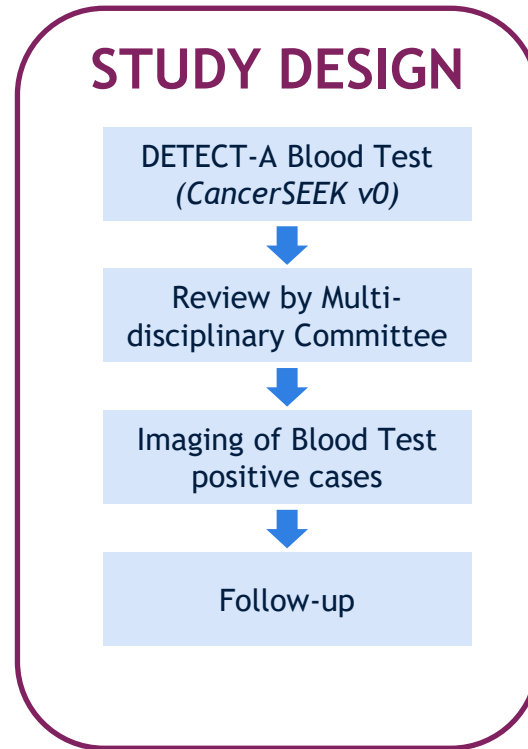 STUDY DESIGN
DETECT-A Blood Test
(CancerSEEK v0)
Review by Multi-
disciplinary Committee
Imaging of Blood Test
positive cases
Follow-up